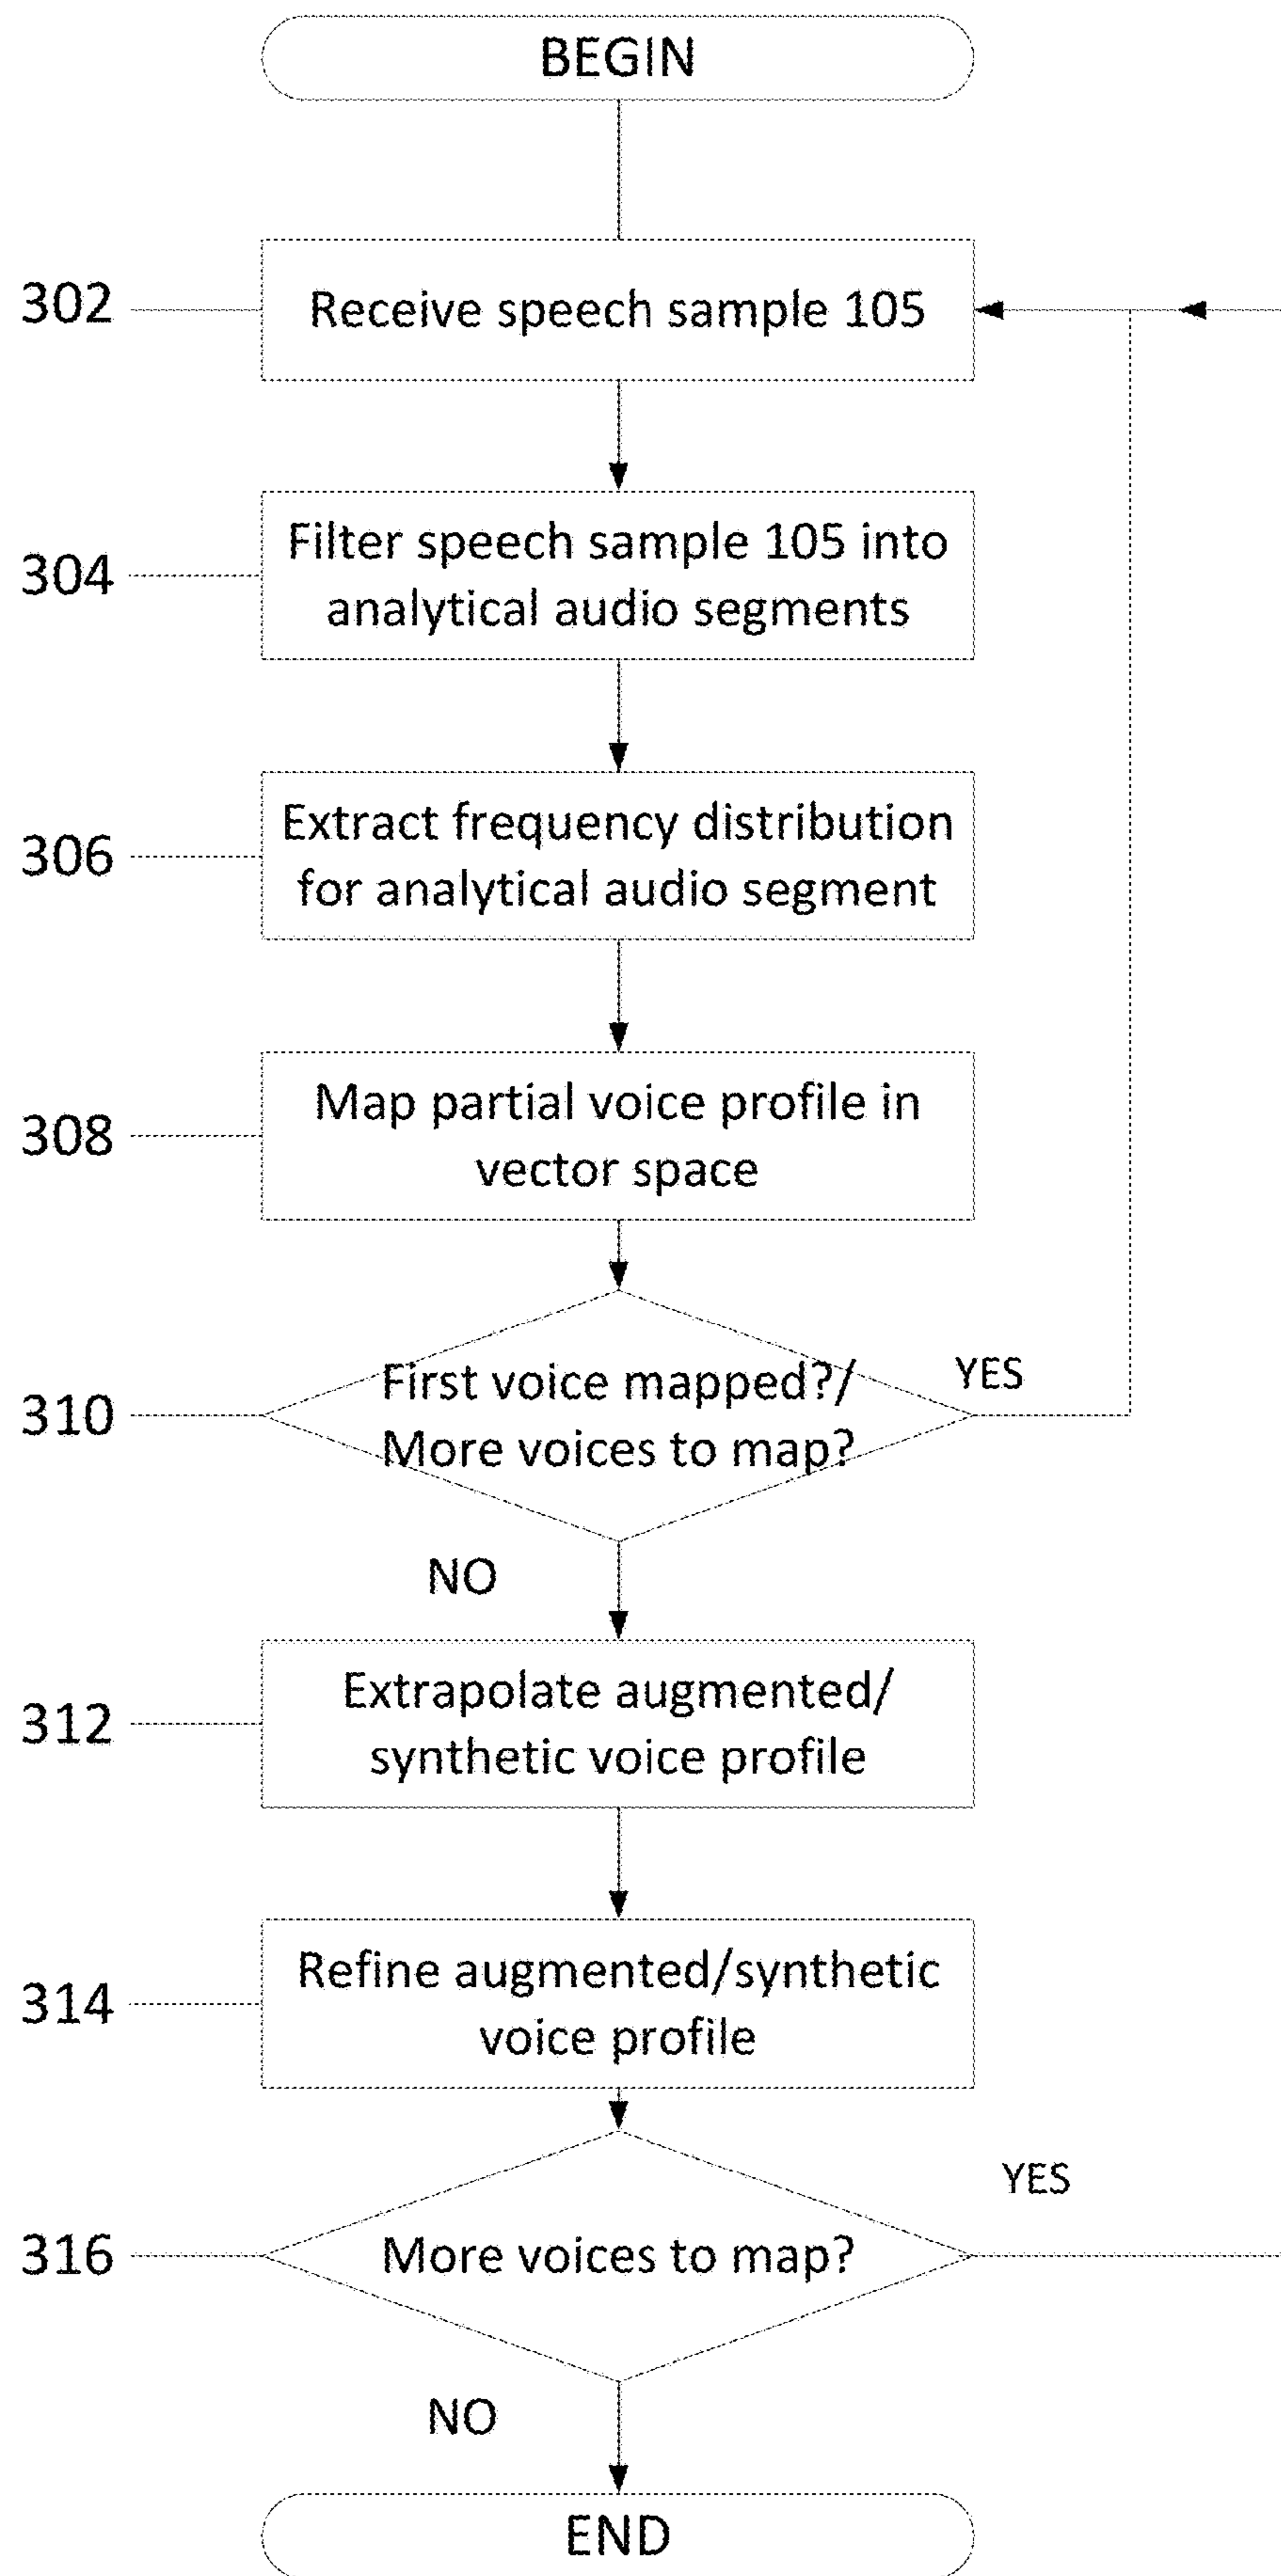 BEGIN
302
Receive speech sample 105
304
Filter speech sample 105 into
analytical audio segments
306
Extract frequency distribution
for analytical audio segment
308
Map partial voice profile in
vector space
310
First voice mapped?/
More voices to map?
YES
NO
312
Extrapolate augmented/
synthetic voice profile
314
Refine augmented/synthetic
voice profile
316
More voices to map?
YES
NO
END